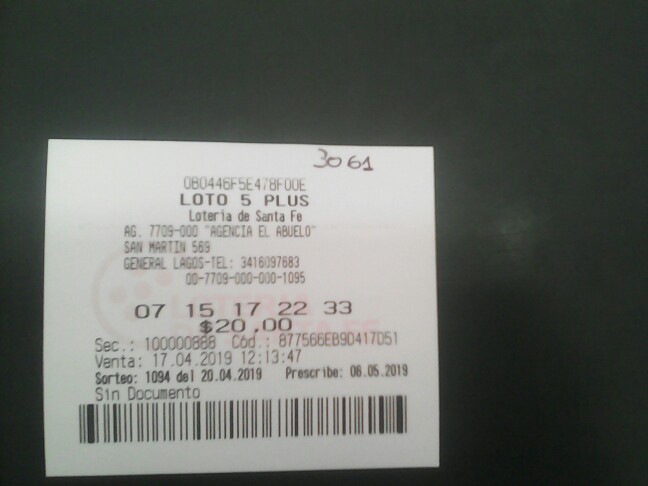 3061
0B0446F5E478F00E
LOTO 5 PLUS
Lotería de Santa Fe
AG. 7709-000 "AGENCIA EL ABUELO"
SAN MARTIN 569
GENERAL LAGOS-TEL: 3416097683
00-7709-000-000-1095
07 15 17 22 33
$20,00
Sec.: 100000888 Cód.: 877566EB9D417D51
Venta: 17.04.2019 12:13:47
Sorteo: 1094 del 20.04.2019 Prescribe: 06.05.2019
Sin Documento